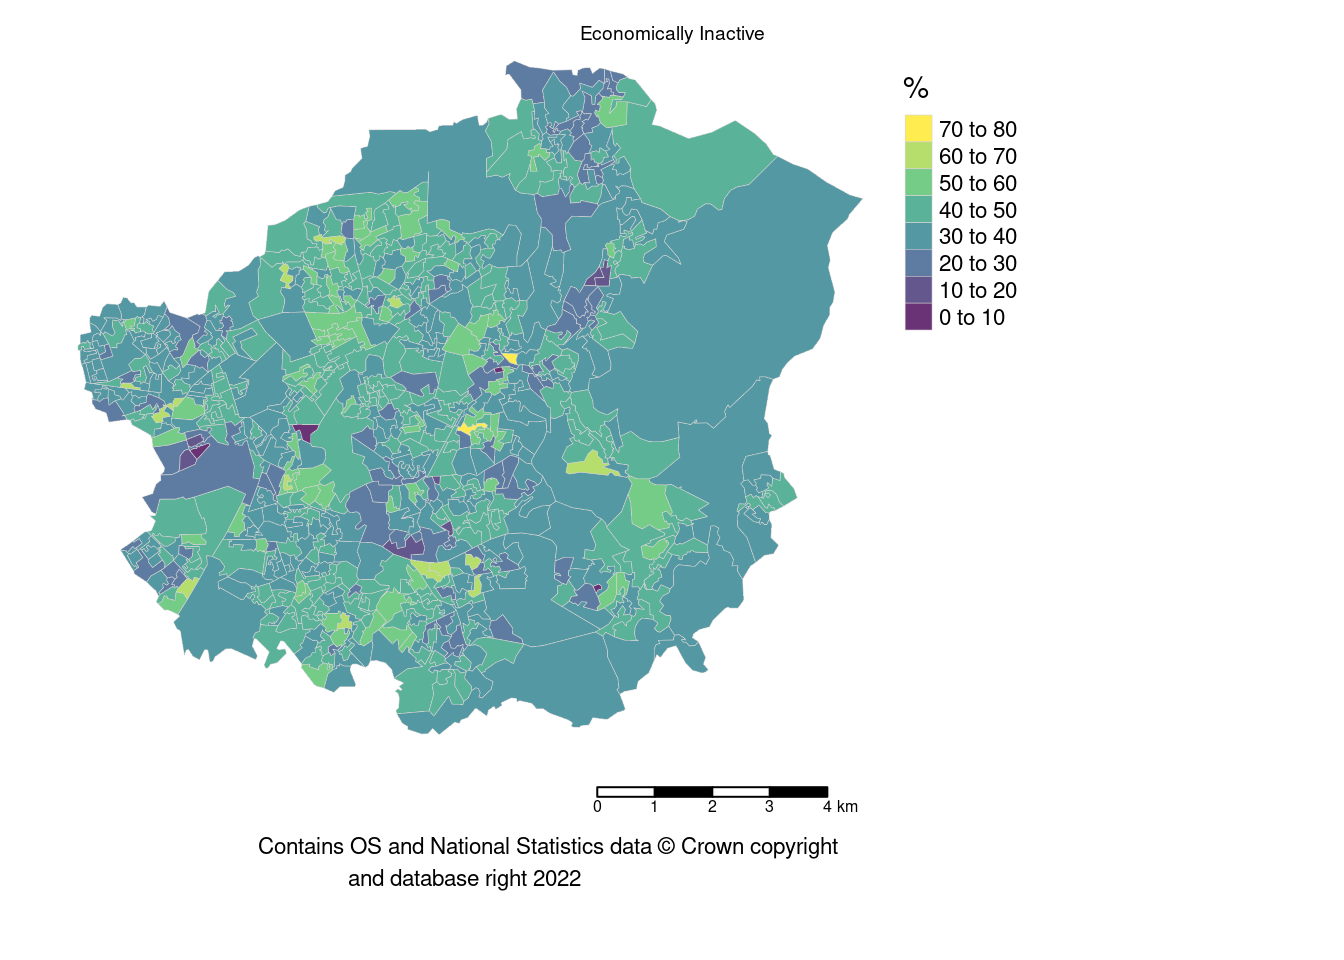 Economically Inactive
%
70 to 80
60 to 70
50 to 60
40 to 50
30 to 40
20 to 30
10 to 20
0 to 10
0 1 2 3 4 km
Contains OS and National Statistics data © Crown copyright
and database right 2022